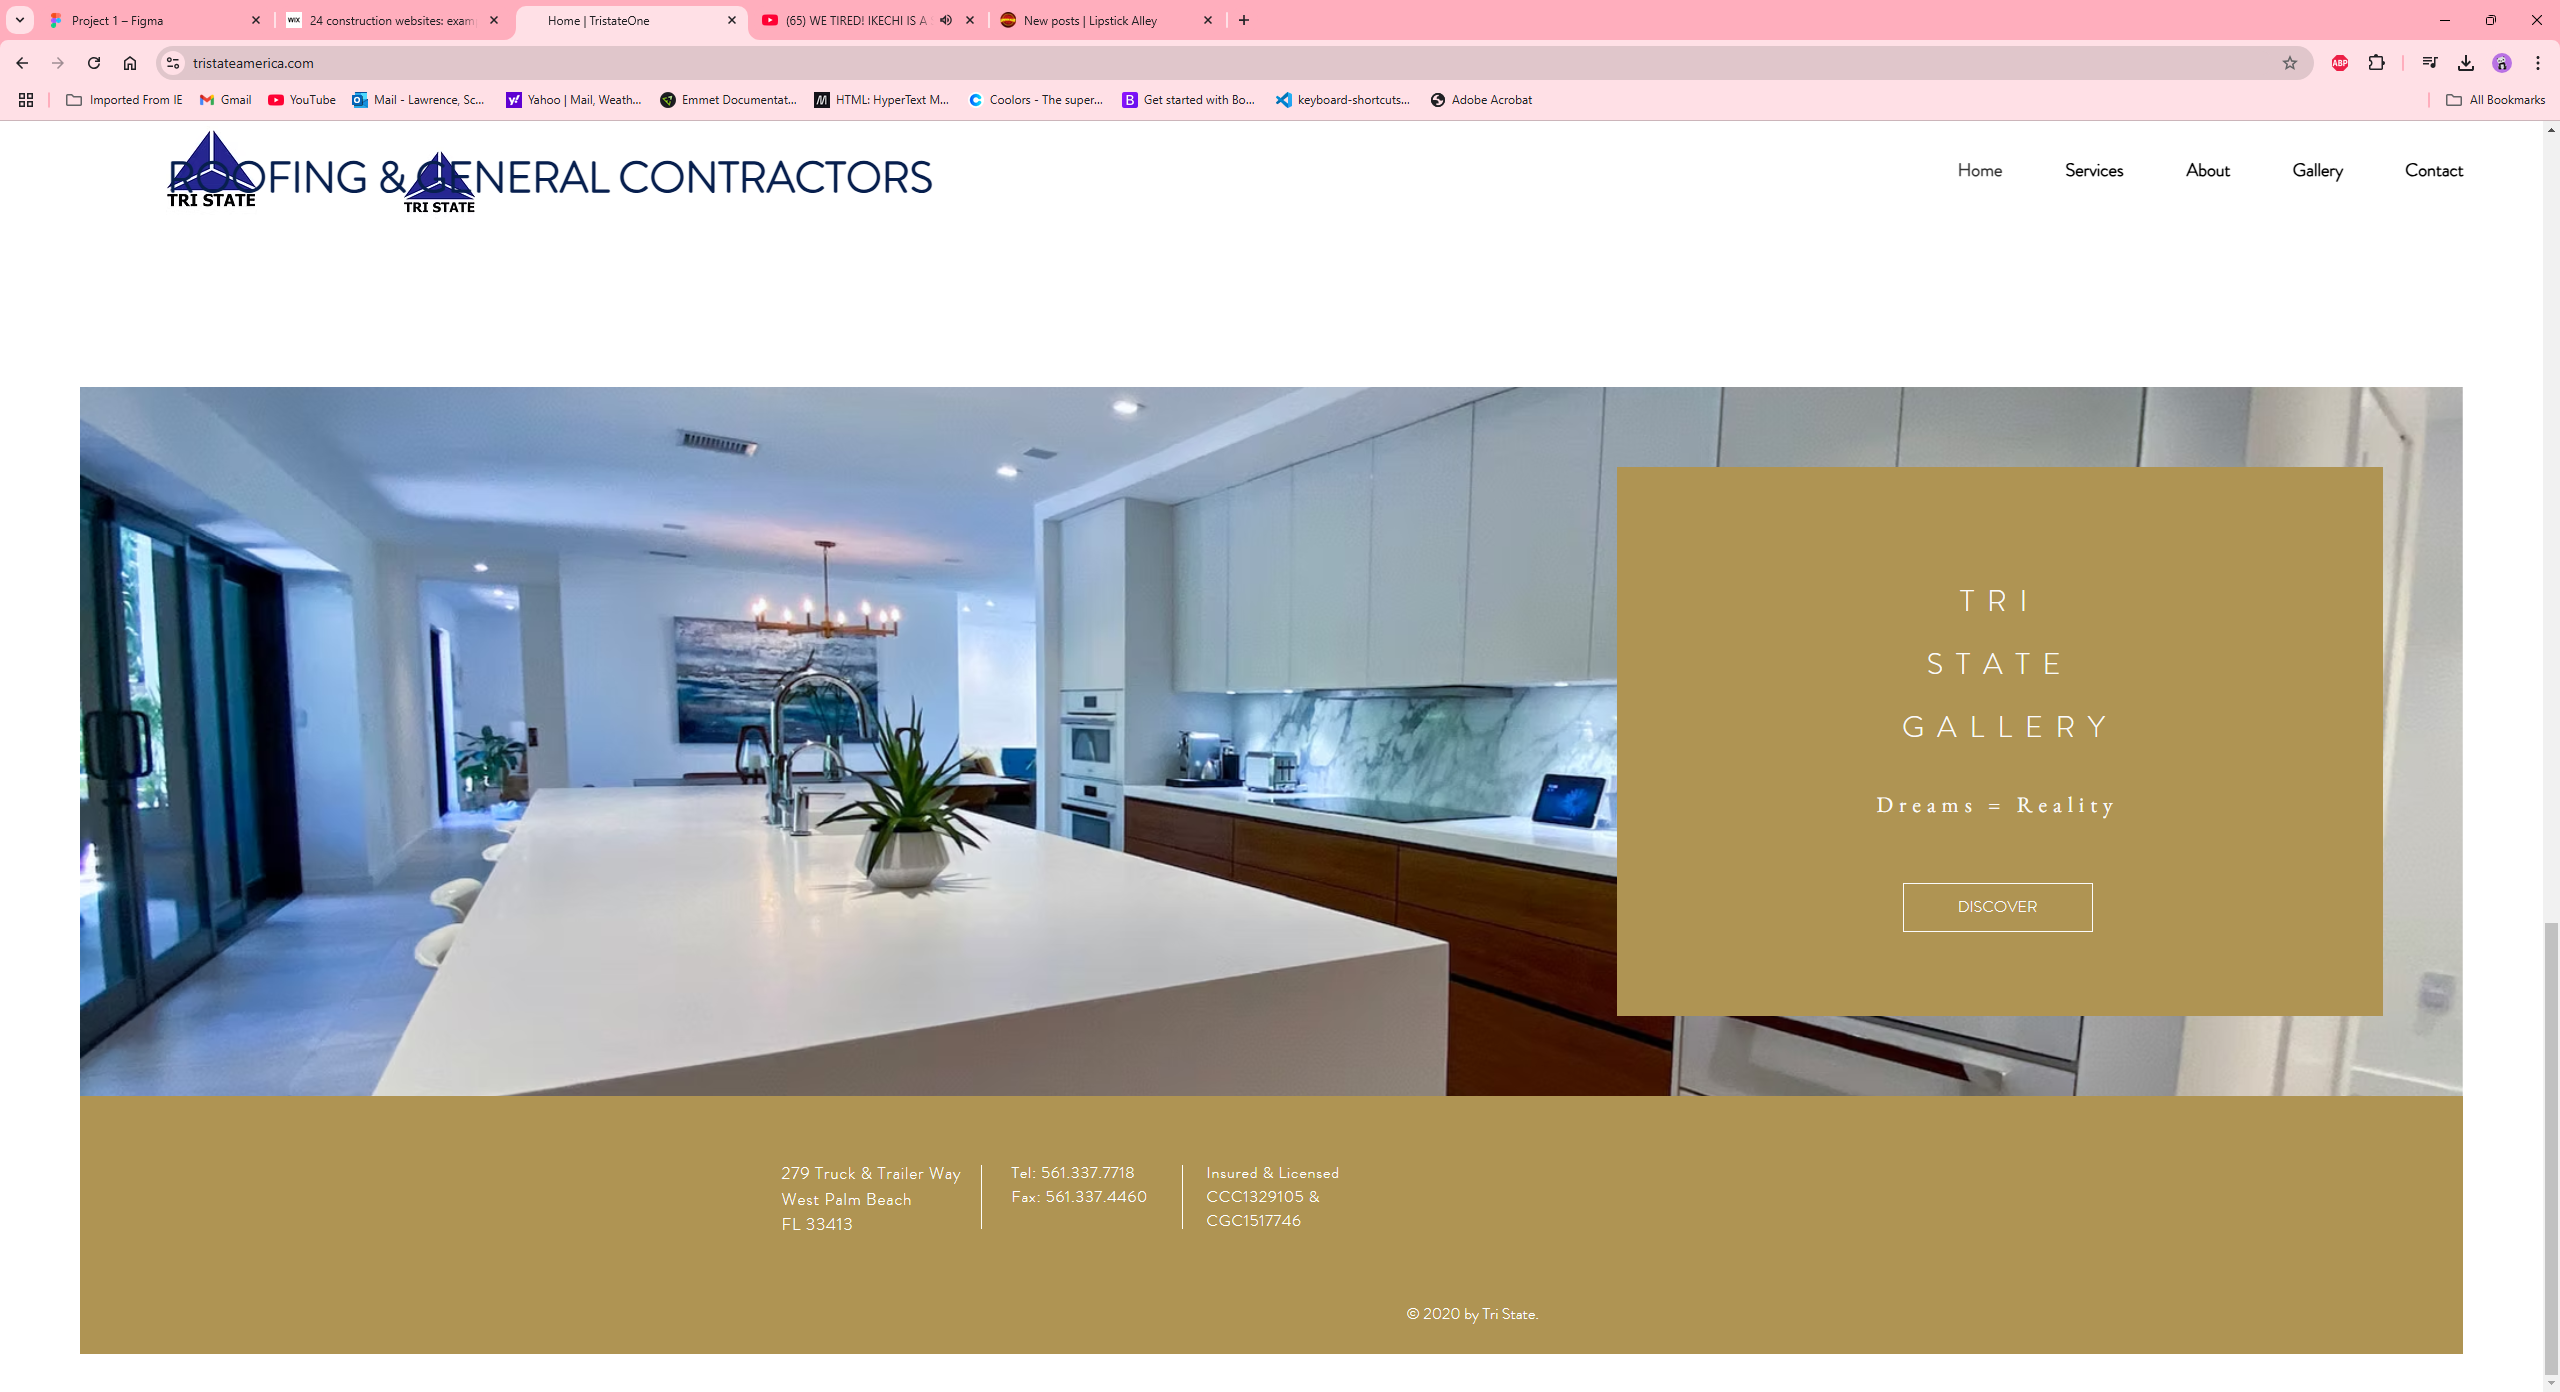 Project 1 – Figma
24 construction websites: exam
Home | TristateOne
(65) WE TIRED! IKECHI IS A
New posts | Lipstick Alley
tristateamerica.com
ABP
Imported From IE
Gmail
YouTube
Mail - Lawrence, Sc...
Yahoo | Mail, Weath...
Emmet Documentat...
HTML: HyperText M...
Coolors - The super...
Get started with Bo...
keyboard-shortcuts...
Adobe Acrobat
All Bookmarks
ROOFING & GENERAL CONTRACTORS
TRI STATE
TRI STATE
Home
Services
About
Gallery
Contact
TRI
STATE
GALLERY
Dreams = Reality
DISCOVER
279 Truck & Trailer Way
West Palm Beach
FL 33413
Tel: 561.337.7718
Fax: 561.337.4460
Insured & Licensed
CCC1329105 &
CGC1517746
© 2020 by Tri State.